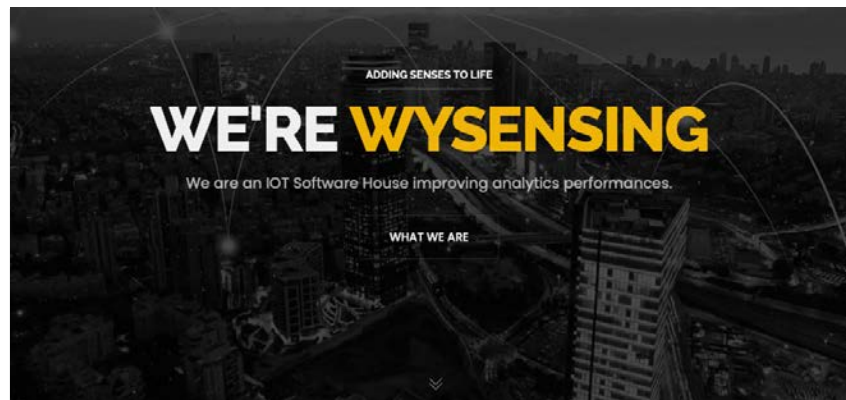 ADDING SENSES TO LIFE
WE'RE WYSENSING
We are an IOT Software House improving analytics performances.
WHAT WE ARE